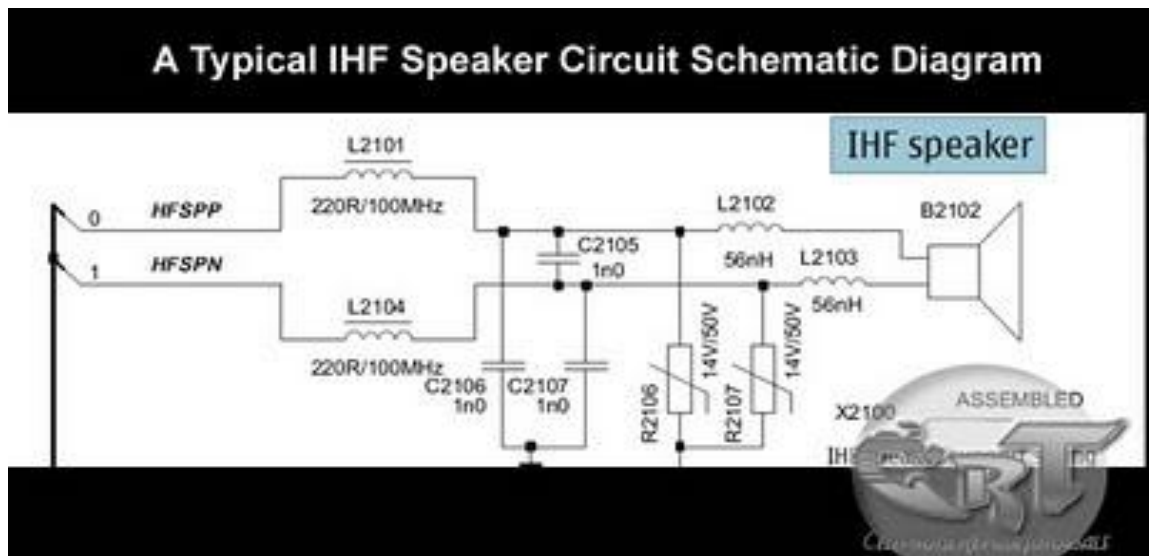 A Typical IHF Speaker Circuit Schematic Diagram
IHF speaker
L2101
220R/100MHz
0
HFSPP
1
HFSPN
L2104
220R/100MHz
C2105
1n0
C2106
1n0
C2107
1n0
L2102
56nH
L2103
56nH
B2102
R2106
14V/50V
R2107
14V/50V
X2100
ASSEMBLED